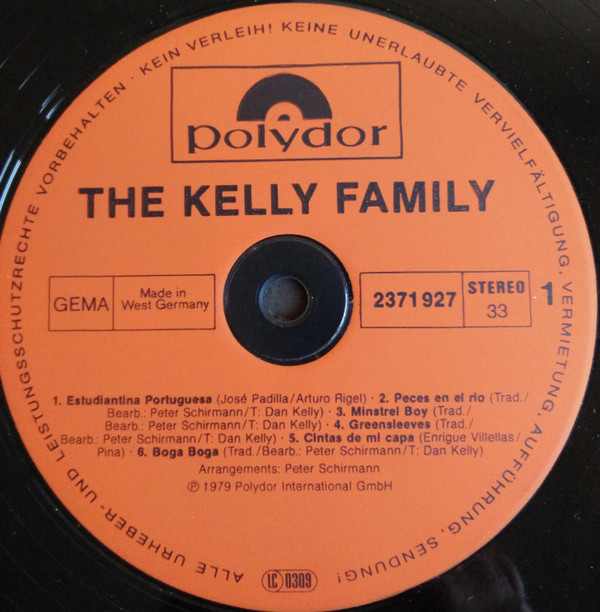 ALLE URHEBER- UND LEISTUNGSSCHUTZRECHTE VORBEHALTEN · KEIN VERLEIH! KEINE UNERLAUBTE VERVIELFÄLTIGUNG, VERMIETUNG, AUFFÜHRUNG, SENDUNG!
polydor
THE KELLY FAMILY
GEMA
Made in
West Germany
2371927
STEREO
33
1
1. Estudiantina Portuguesa (José Padilla/Arturo Rigel) · 2. Peces en el rio (Trad./
Bearb.: Peter Schirmann/T: Dan Kelly) · 3. Minstrel Boy (Trad./
Bearb.: Peter Schirmann/T: Dan Kelly) · 4. Greensleeves (Trad./
Bearb.: Peter Schirmann/T: Dan Kelly) · 5. Cintas de mi capa (Enrigue Villellas/
Pina) · 6. Boga Boga (Trad./Bearb.: Peter Schirmann/T: Dan Kelly)
Arrangements: Peter Schirmann
Ⓟ 1979 Polydor International GmbH
LC 0309